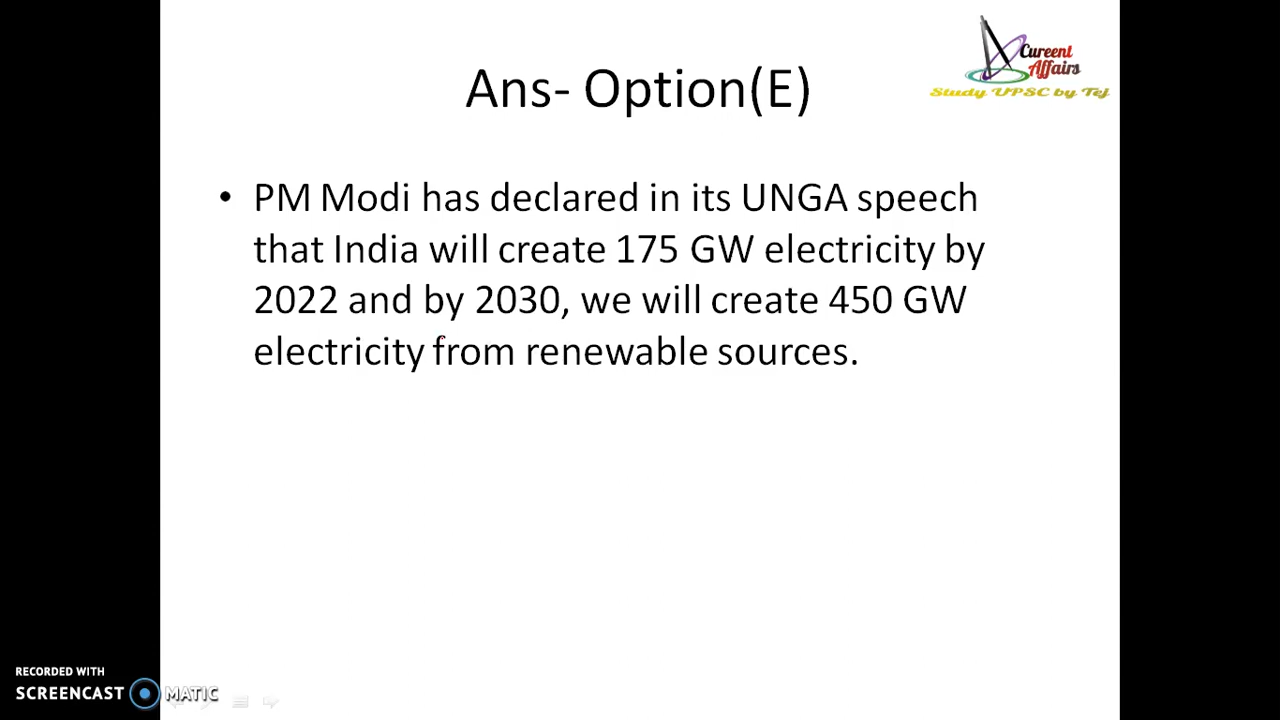 Cureent
Affairs
Study UPSC by Tej
Ans- Option(E)
• PM Modi has declared in its UNGA speech
that India will create 175 GW electricity by
2022 and by 2030, we will create 450 GW
electricity from renewable sources.
RECORDED WITH
SCREENCAST MATIC